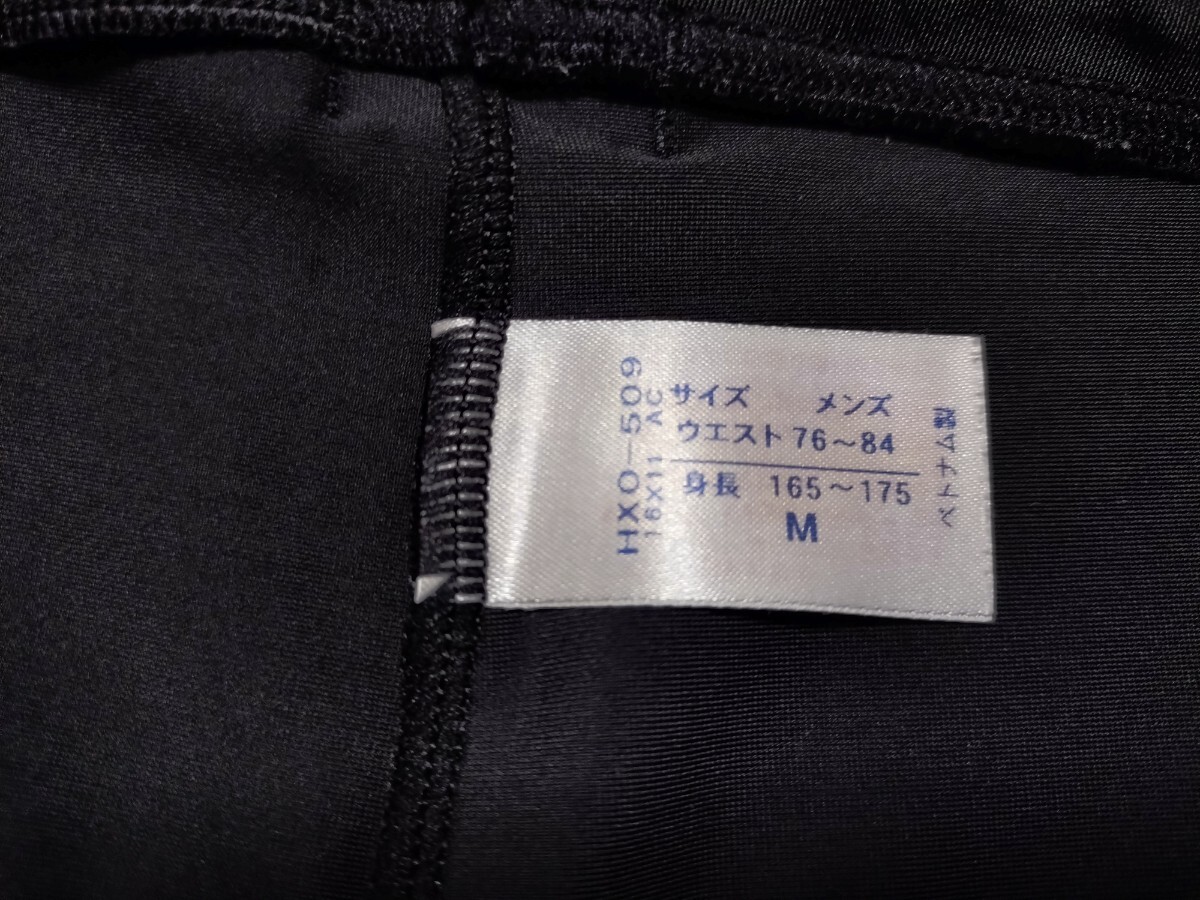 サイズ メンズ
ウエスト 76～84
身長 165～175
M
HXO-509
16X11 AC
ベトナム製